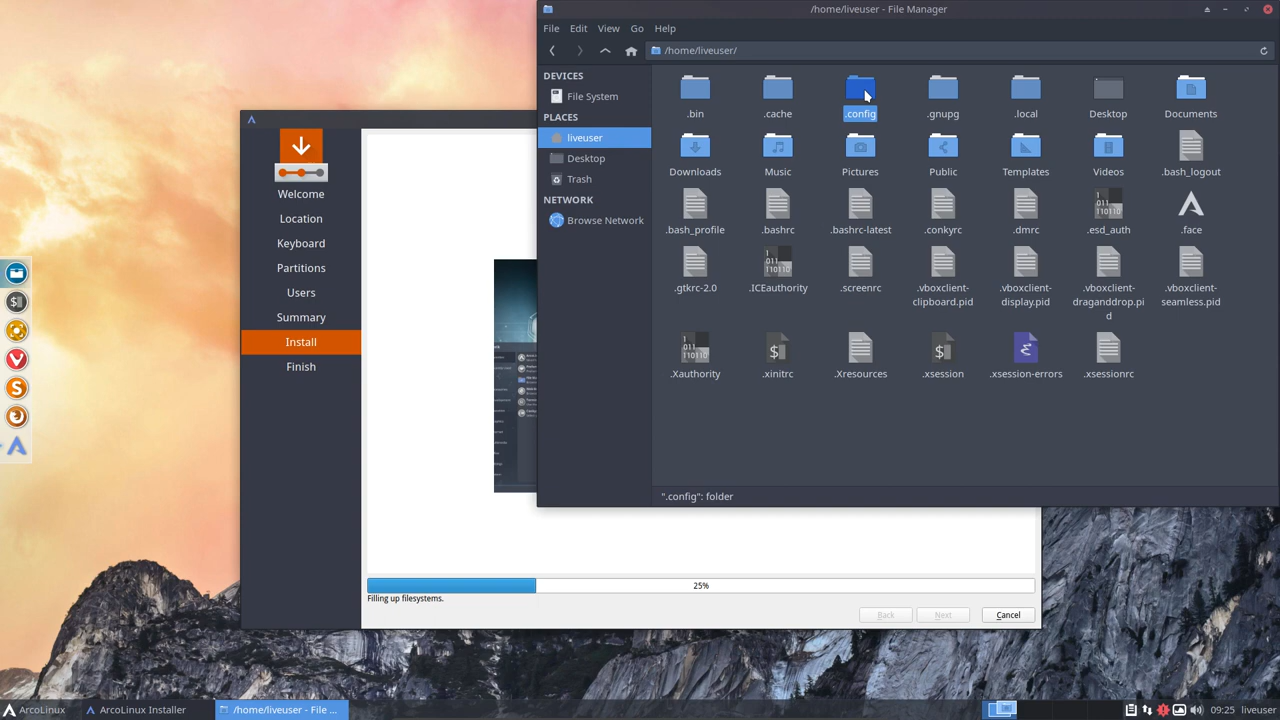 /home/liveuser - File Manager
File Edit View Go Help
/home/liveuser/
DEVICES
File System
PLACES
liveuser
Desktop
Trash
NETWORK
Browse Network
.bin .cache .config .gnupg .local Desktop Documents
Downloads Music Pictures Public Templates Videos .bash_logout
.bash_profile .bashrc .bashrc-latest .conkyrc .dmrc .esd_auth .face
.gtkrc-2.0 .ICEauthority .screenrc .vboxclient- .vboxclient- .vboxclient- .vboxclient-
clipboard.pid display.pid draganddrop.pi seamless.pid
d
.Xauthority .xinitrc .Xresources .xsession .xsession-errors .xsessionrc
".config": folder
Welcome
Location
Keyboard
Partitions
Users
Summary
Install
Finish
25%
Filling up filesystems.
Back Next Cancel
ArcoLinux ArcoLinux Installer /home/liveuser - File ... 09:25 liveuser